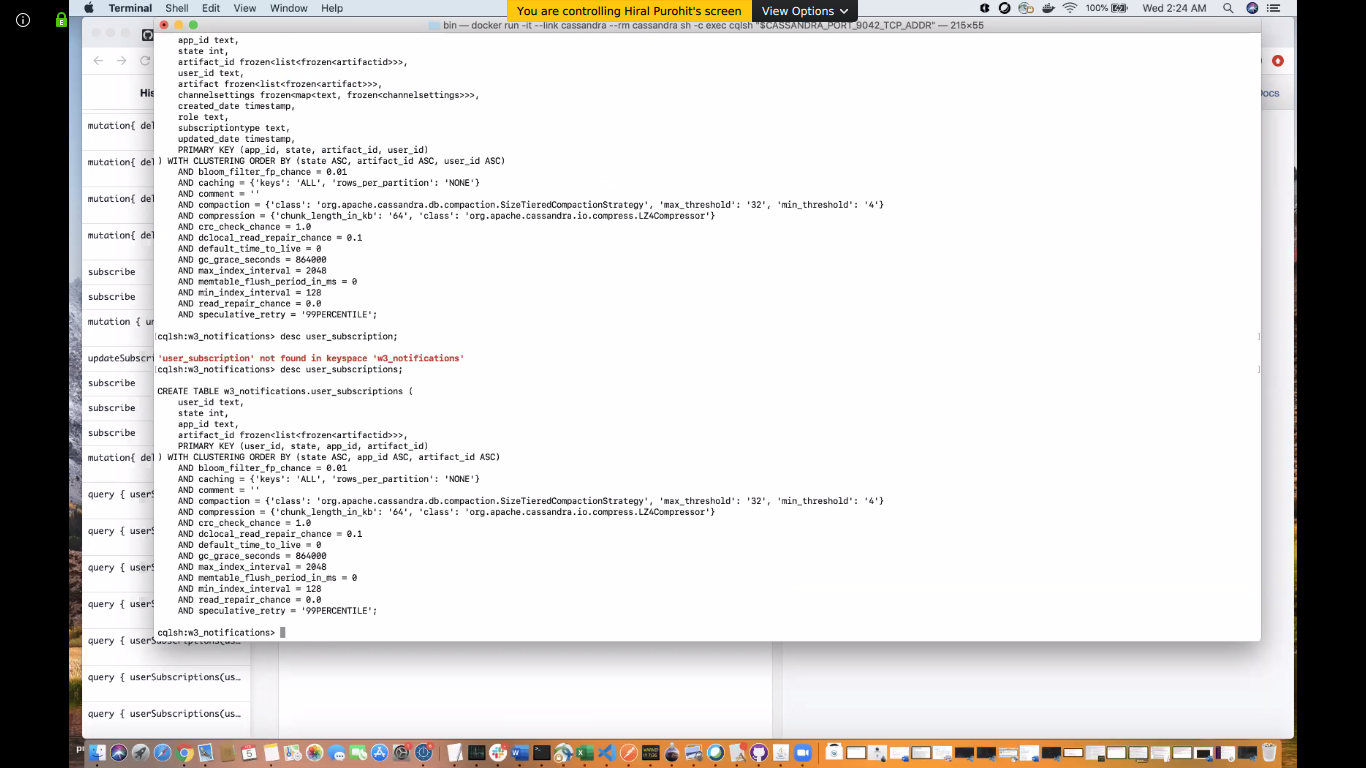 You are controlling Hiral Purohit's screen View Options
Terminal Shell Edit View Window Help 100% Wed 2:24 AM
bin — docker run -it --link cassandra --rm cassandra sh -c exec cqlsh "$CASSANDRA_PORT_9042_TCP_ADDR" — 215×55
app_id text,
state int,
artifact_id frozen<list<frozen<artifactid>>>,
user_id text,
artifact frozen<list<frozen<artifact>>>,
channelsettings frozen<map<text, frozen<channelsettings>>>,
created_date timestamp,
role text,
subscriptiontype text,
updated_date timestamp,
PRIMARY KEY (app_id, state, artifact_id, user_id)
) WITH CLUSTERING ORDER BY (state ASC, artifact_id ASC, user_id ASC)
AND bloom_filter_fp_chance = 0.01
AND caching = {'keys': 'ALL', 'rows_per_partition': 'NONE'}
AND comment = ''
AND compaction = {'class': 'org.apache.cassandra.db.compaction.SizeTieredCompactionStrategy', 'max_threshold': '32', 'min_threshold': '4'}
AND compression = {'chunk_length_in_kb': '64', 'class': 'org.apache.cassandra.io.compress.LZ4Compressor'}
AND crc_check_chance = 1.0
AND dclocal_read_repair_chance = 0.1
AND default_time_to_live = 0
AND gc_grace_seconds = 864000
AND max_index_interval = 2048
AND memtable_flush_period_in_ms = 0
AND min_index_interval = 128
AND read_repair_chance = 0.0
AND speculative_retry = '99PERCENTILE';
[cqlsh:w3_notifications> desc user_subscription; ]
'user_subscription' not found in keyspace 'w3_notifications'
[cqlsh:w3_notifications> desc user_subscriptions; ]
CREATE TABLE w3_notifications.user_subscriptions (
user_id text,
state int,
app_id text,
artifact_id frozen<list<frozen<artifactid>>>,
PRIMARY KEY (user_id, state, app_id, artifact_id)
) WITH CLUSTERING ORDER BY (state ASC, app_id ASC, artifact_id ASC)
AND bloom_filter_fp_chance = 0.01
AND caching = {'keys': 'ALL', 'rows_per_partition': 'NONE'}
AND comment = ''
AND compaction = {'class': 'org.apache.cassandra.db.compaction.SizeTieredCompactionStrategy', 'max_threshold': '32', 'min_threshold': '4'}
AND compression = {'chunk_length_in_kb': '64', 'class': 'org.apache.cassandra.io.compress.LZ4Compressor'}
AND crc_check_chance = 1.0
AND dclocal_read_repair_chance = 0.1
AND default_time_to_live = 0
AND gc_grace_seconds = 864000
AND max_index_interval = 2048
AND memtable_flush_period_in_ms = 0
AND min_index_interval = 128
AND read_repair_chance = 0.0
AND speculative_retry = '99PERCENTILE';
cqlsh:w3_notifications>
His
ocs
mutation{ del
mutation{ del
mutation{ del
mutation{ del
subscribe
subscribe
mutation { un
updateSubscr
subscribe
subscribe
subscribe
mutation{ del
query { userS
query { userS
query { userS
query { userS
query { userSubscriptions(us…
query { userSubscriptions(us…
query { userSubscriptions(us…